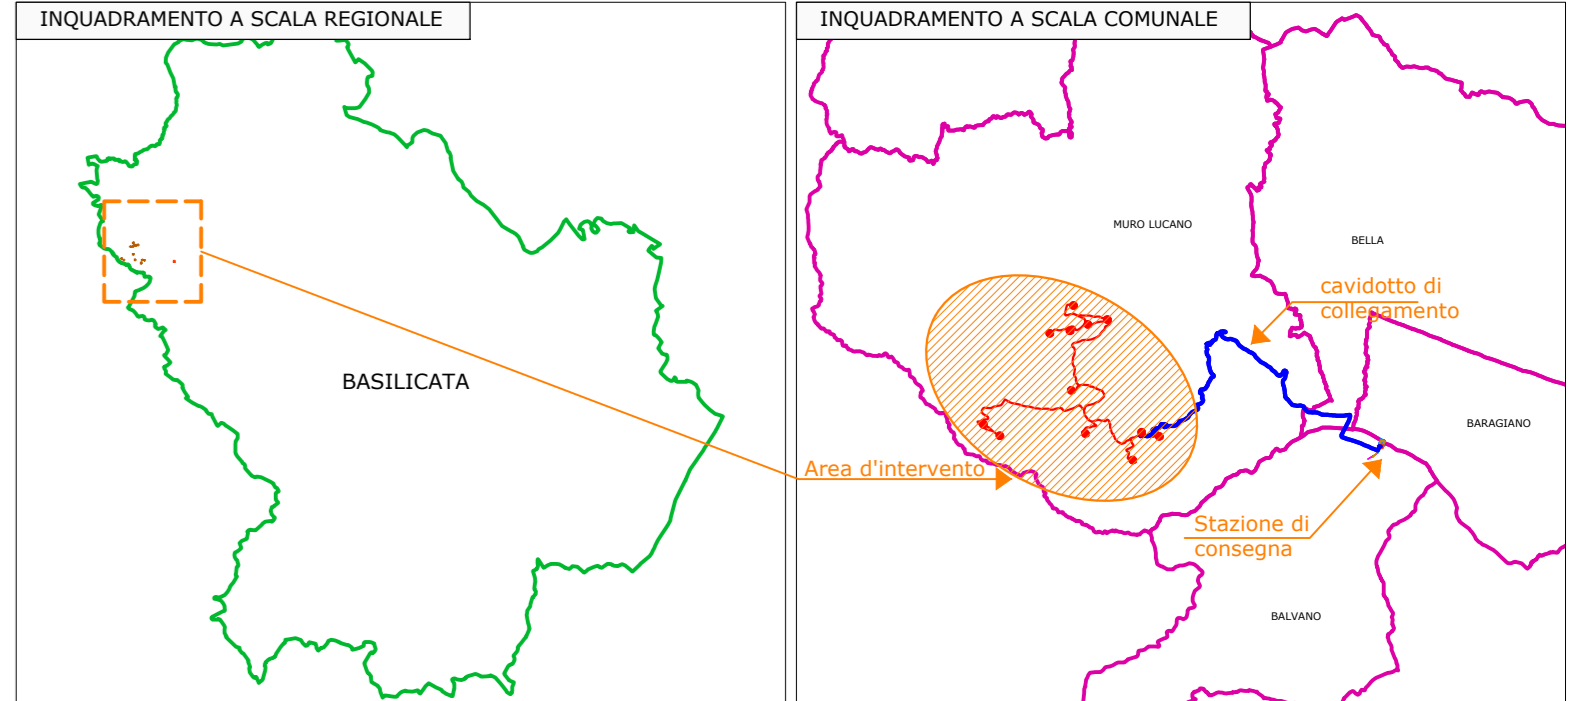 INQUADRAMENTO A SCALA REGIONALE
BASILICATA
INQUADRAMENTO A SCALA COMUNALE
MURO LUCANO
BELLA
cavidotto di
collegamento
BARAGIANO
Area d'intervento
Stazione di
consegna
BALVANO